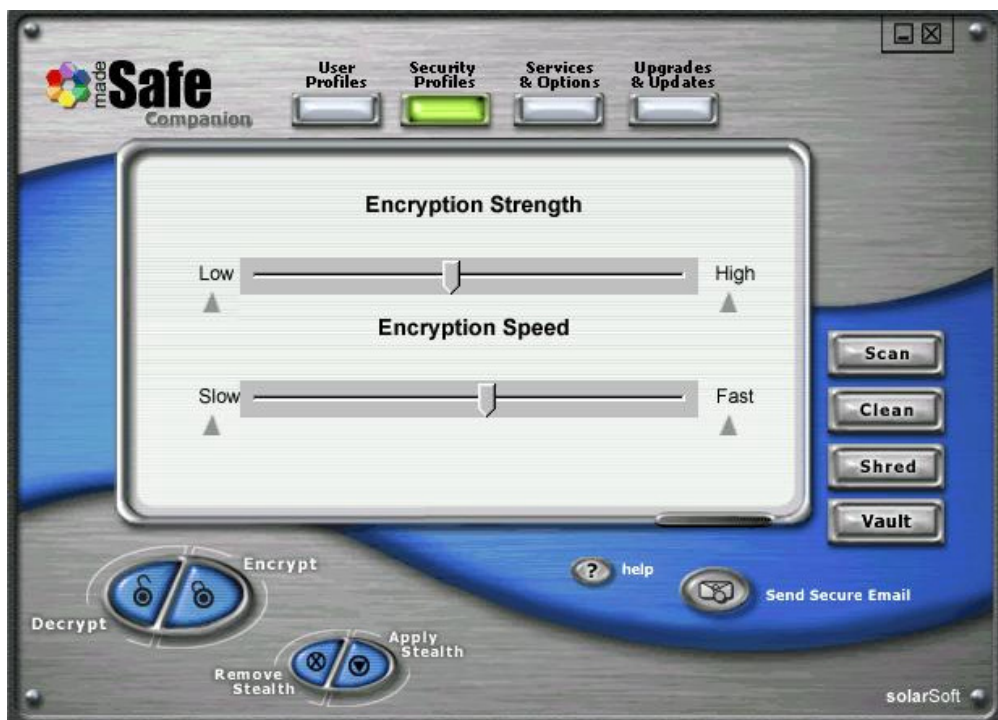 made
Safe
Companion
User
Profiles
Security
Profiles
Services
& Options
Upgrades
& Updates
Encryption Strength
Low
High
Encryption Speed
Slow
Fast
Scan
Clean
Shred
Vault
Encrypt
Decrypt
? help
Send Secure Email
Apply
Stealth
Remove
Stealth
solarSoft